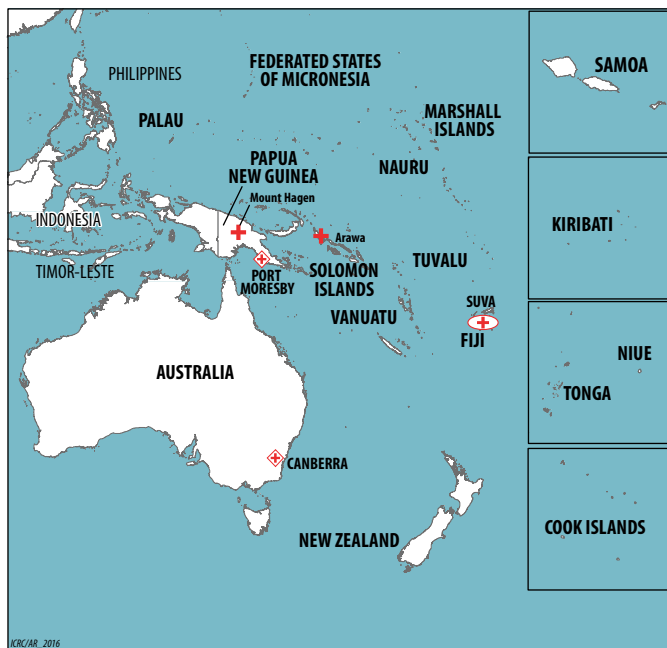 FEDERATED STATES
OF MICRONESIA
SAMOA
PHILIPPINES
PALAU
MARSHALL
ISLANDS
PAPUA
NEW GUINEA
NAURU
Mount Hagen
KIRIBATI
INDONESIA
Arawa
TIMOR-LESTE
PORT
MORESBY
SOLOMON
ISLANDS
TUVALU
VANUATU
SUVA
FIJI
NIUE
TONGA
AUSTRALIA
CANBERRA
NEW ZEALAND
COOK ISLANDS
ICRC/AR_2016